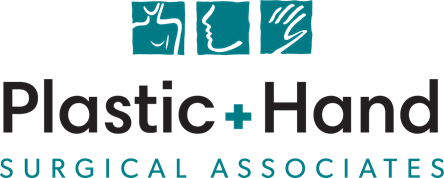 Plastic + Hand
SURGICAL ASSOCIATES